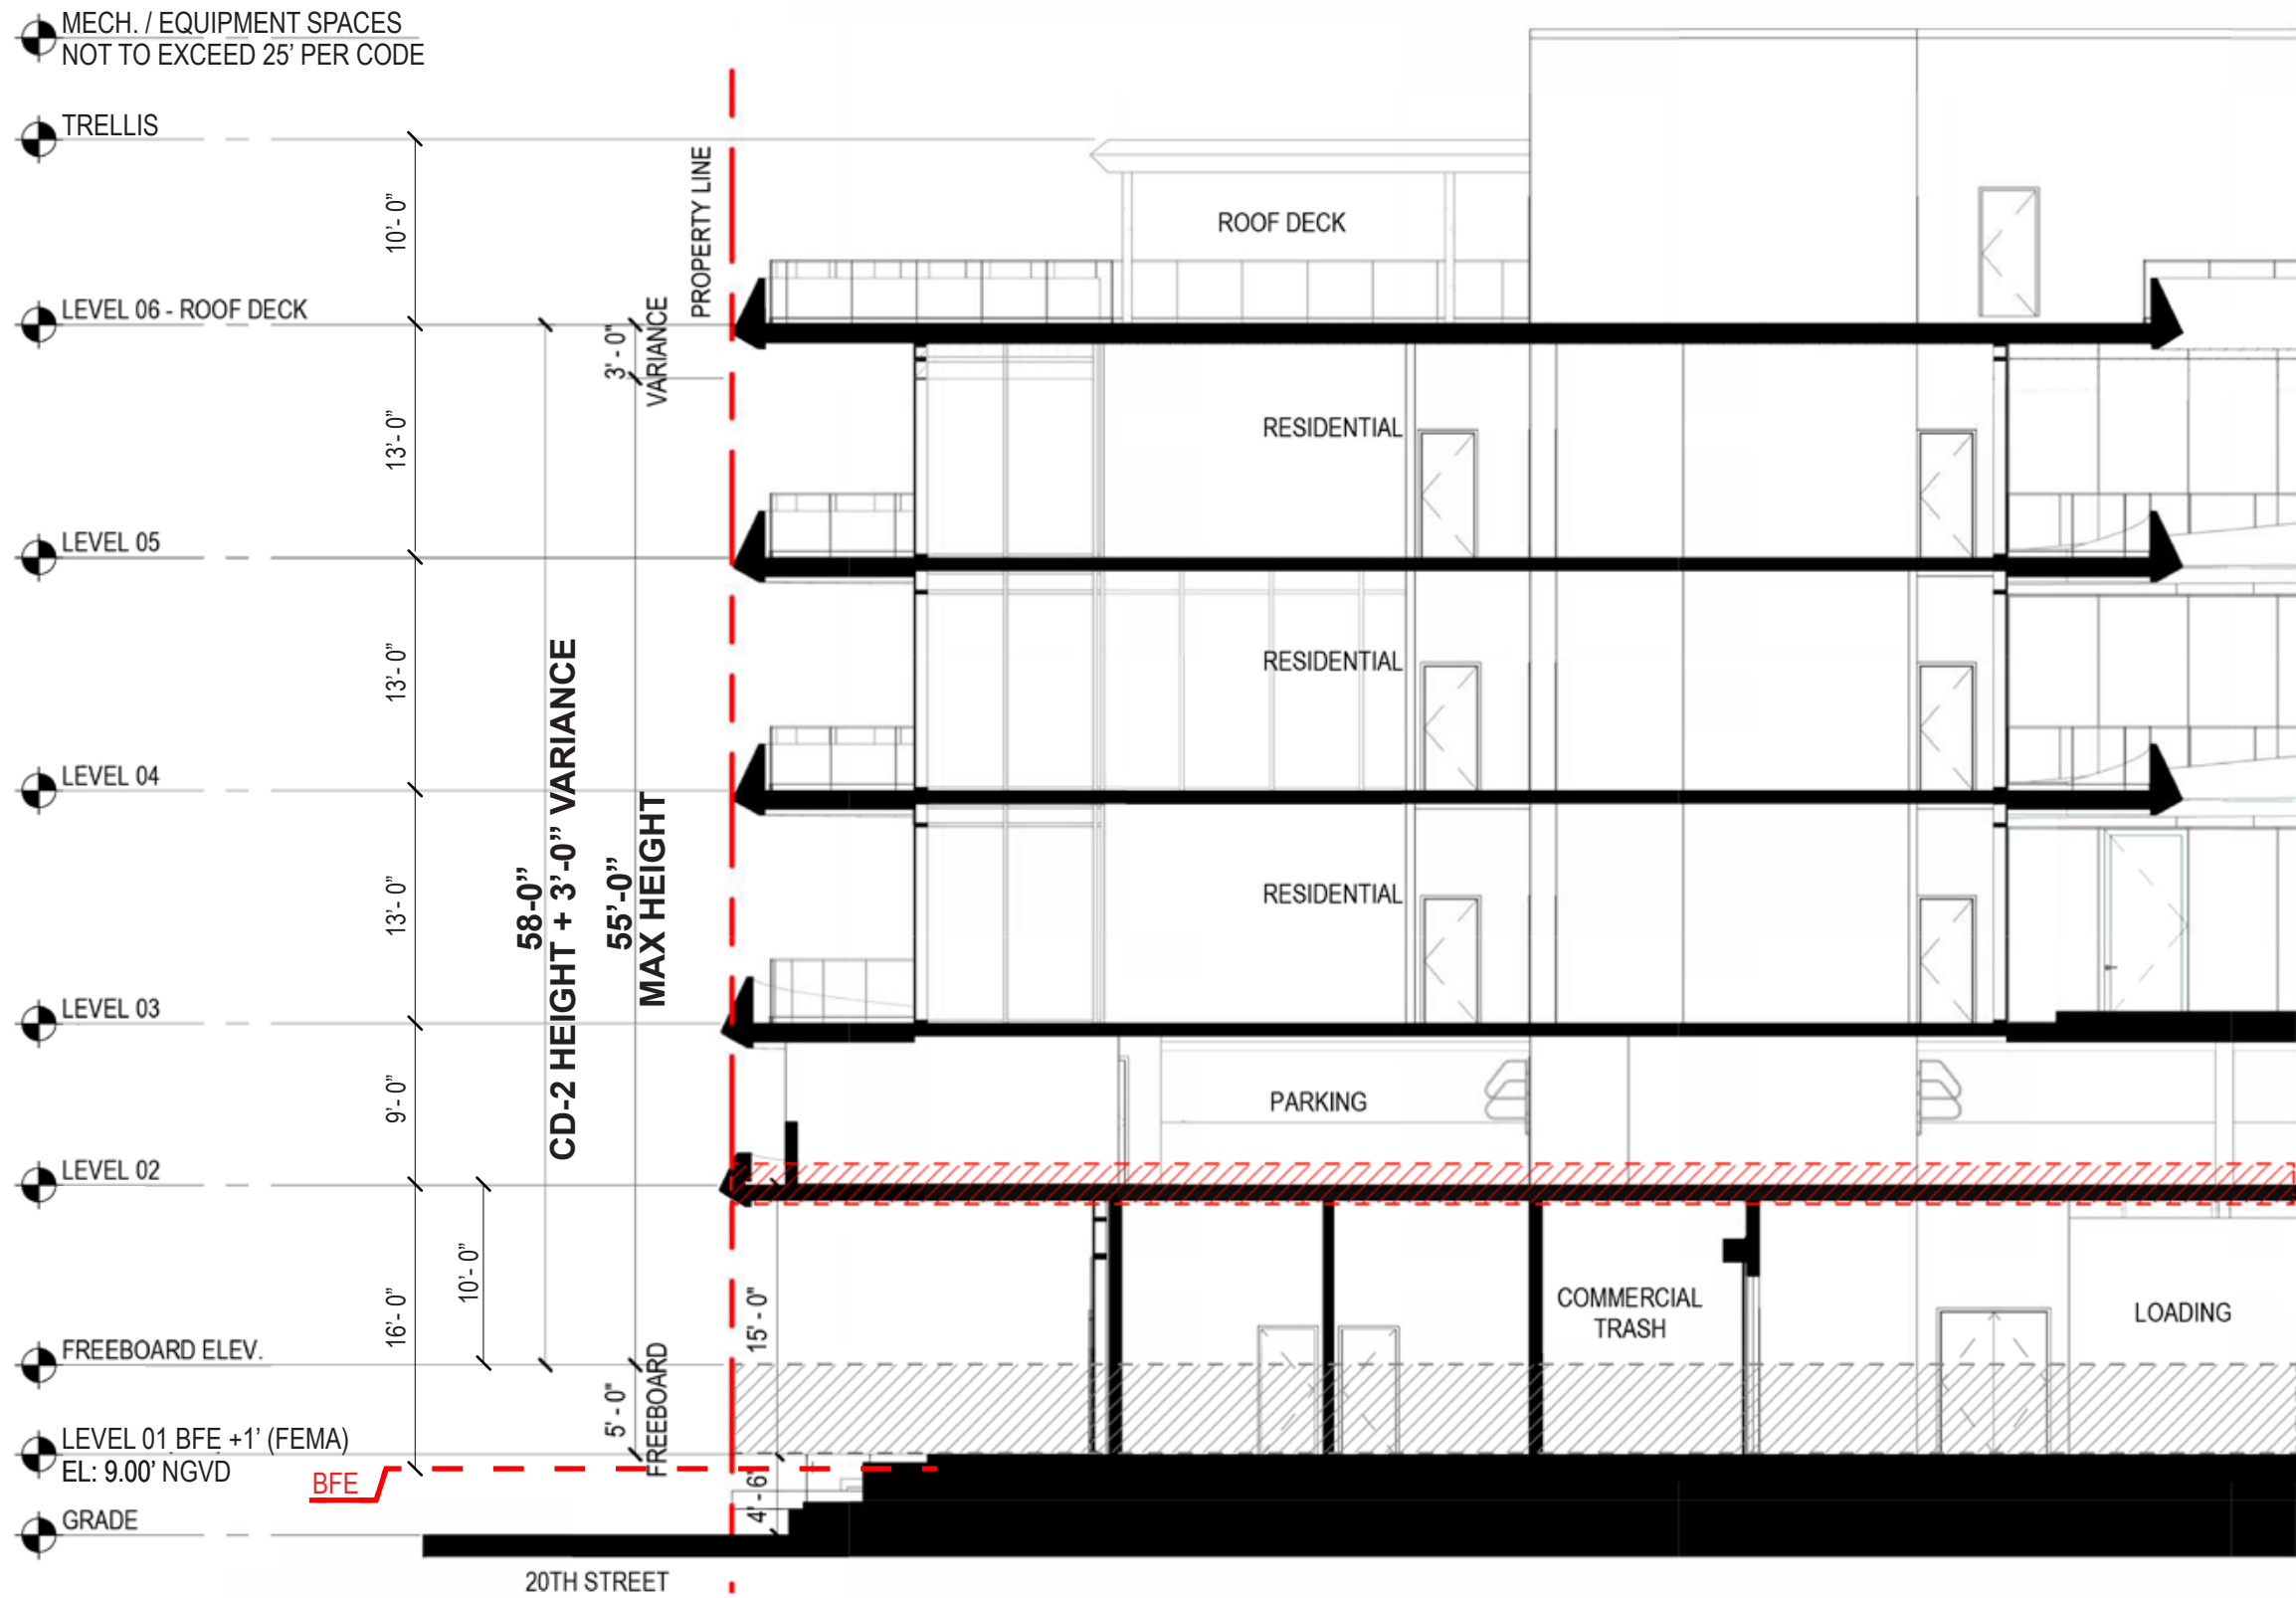 MECH. / EQUIPMENT SPACES
NOT TO EXCEED 25' PER CODE
TRELLIS
10'- 0"
PROPERTY LINE
ROOF DECK
LEVEL 06 - ROOF DECK
3' - 0"
VARIANCE
13'- 0"
RESIDENTIAL
LEVEL 05
13'- 0"
RESIDENTIAL
LEVEL 04
58-0”
CD-2 HEIGHT + 3’-0” VARIANCE
55’-0”
MAX HEIGHT
13'- 0"
RESIDENTIAL
LEVEL 03
9'- 0"
PARKING
LEVEL 02
10'- 0"
16'- 0"
15' - 0"
COMMERCIAL
TRASH
LOADING
FREEBOARD ELEV.
5' - 0"
FREEBOARD
LEVEL 01 BFE +1' (FEMA)
EL: 9.00' NGVD
BFE
4' - 6"
GRADE
20TH STREET